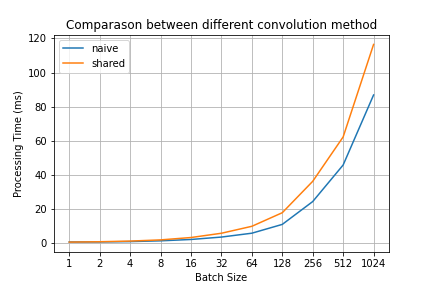 Comparason between different convolution method
naive
shared
Processing Time (ms)
120
100
80
60
40
20
0
1 2 4 8 16 32 64 128 256 512 1024
Batch Size